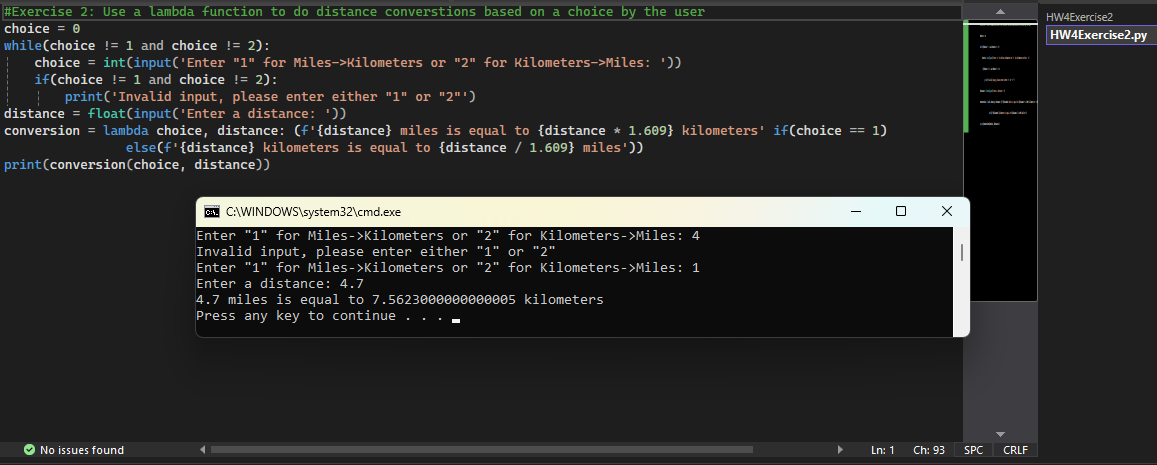 #Exercise 2: Use a lambda function to do distance converstions based on a choice by the user
choice = 0
while(choice != 1 and choice != 2):
    choice = int(input('Enter "1" for Miles->Kilometers or "2" for Kilometers->Miles: '))
    if(choice != 1 and choice != 2):
        print('Invalid input, please enter either "1" or "2"')
distance = float(input('Enter a distance: '))
conversion = lambda choice, distance: (f'{distance} miles is equal to {distance * 1.609} kilometers' if(choice == 1)
                else(f'{distance} kilometers is equal to {distance / 1.609} miles'))
print(conversion(choice, distance))
HW4Exercise2
HW4Exercise2.py
C:\WINDOWS\system32\cmd.exe
Enter "1" for Miles->Kilometers or "2" for Kilometers->Miles: 4
Invalid input, please enter either "1" or "2"
Enter "1" for Miles->Kilometers or "2" for Kilometers->Miles: 1
Enter a distance: 4.7
4.7 miles is equal to 7.5623000000000005 kilometers
Press any key to continue . . .
No issues found
Ln: 1 Ch: 93 SPC CRLF